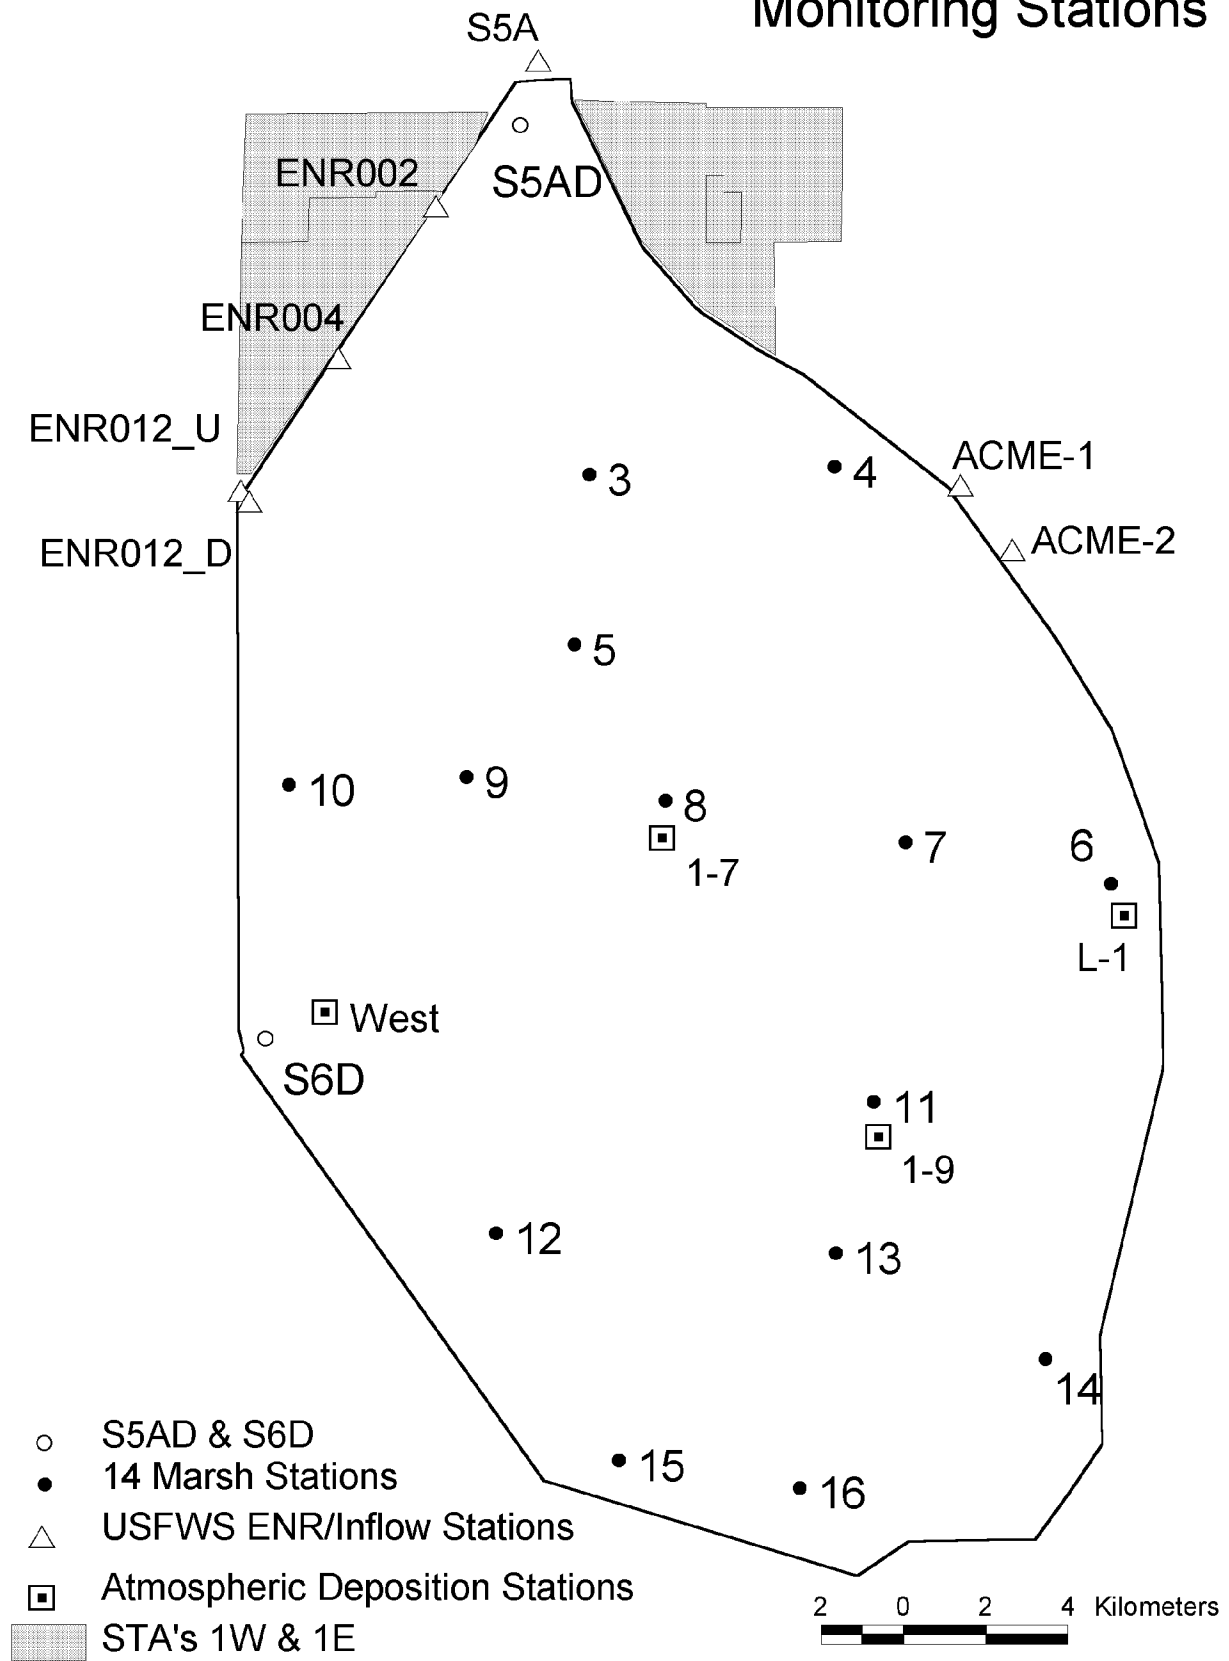 Monitoring Stations
S5A
ENR002
S5AD
ENR004
ENR012_U
ACME-1
3
4
ENR012_D
ACME-2
5
10
9
8
7
6
1-7
L-1
West
S6D
11
1-9
12
13
14
15
16
S5AD & S6D
14 Marsh Stations
USFWS ENR/Inflow Stations
Atmospheric Deposition Stations
STA's 1W & 1E
2 0 2 4 Kilometers